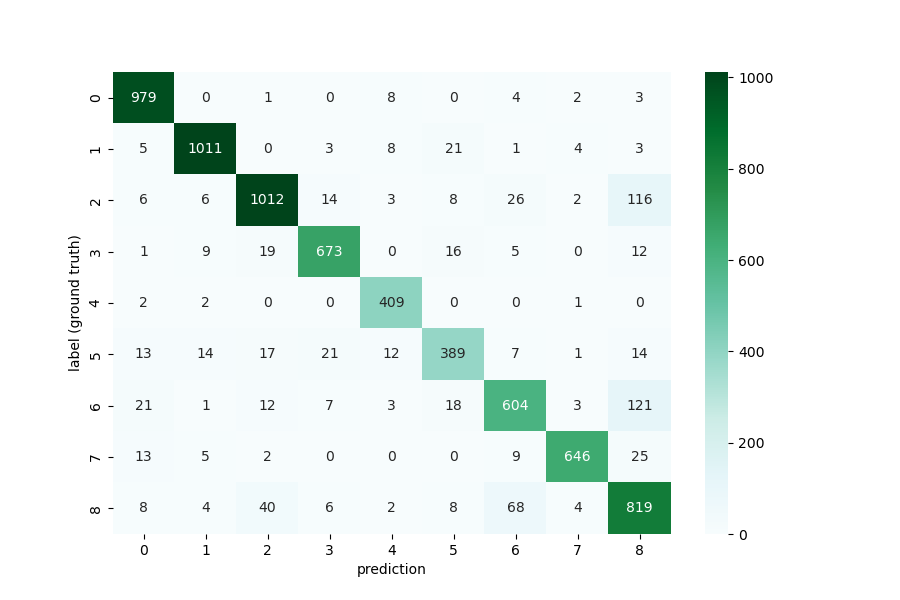 0 979 0 1 0 8 0 4 2 3
1 5 1011 0 3 8 21 1 4 3
2 6 6 1012 14 3 8 26 2 116
3 1 9 19 673 0 16 5 0 12
4 2 2 0 0 409 0 0 1 0
5 13 14 17 21 12 389 7 1 14
6 21 1 12 7 3 18 604 3 121
7 13 5 2 0 0 0 9 646 25
8 8 4 40 6 2 8 68 4 819
0 1 2 3 4 5 6 7 8
prediction
label (ground truth)
1000
800
600
400
200
0